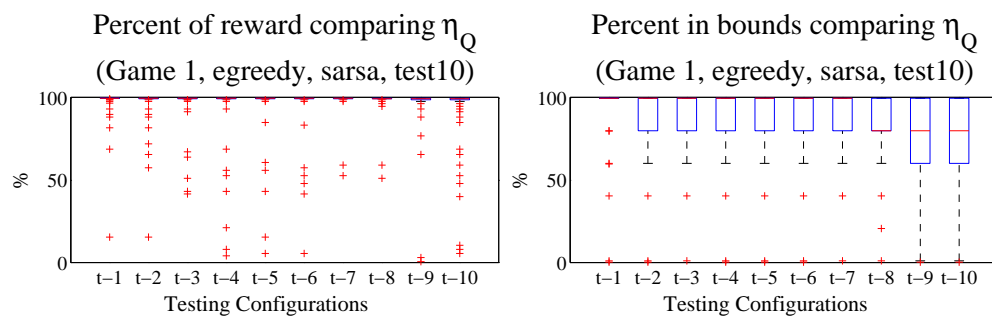 Percent of reward comparing η_Q
(Game 1, egreedy, sarsa, test10)
100
50
0
%
t−1 t−2 t−3 t−4 t−5 t−6 t−7 t−8 t−9 t−10
Testing Configurations
Percent in bounds comparing η_Q
(Game 1, egreedy, sarsa, test10)
100
50
0
%
t−1 t−2 t−3 t−4 t−5 t−6 t−7 t−8 t−9 t−10
Testing Configurations